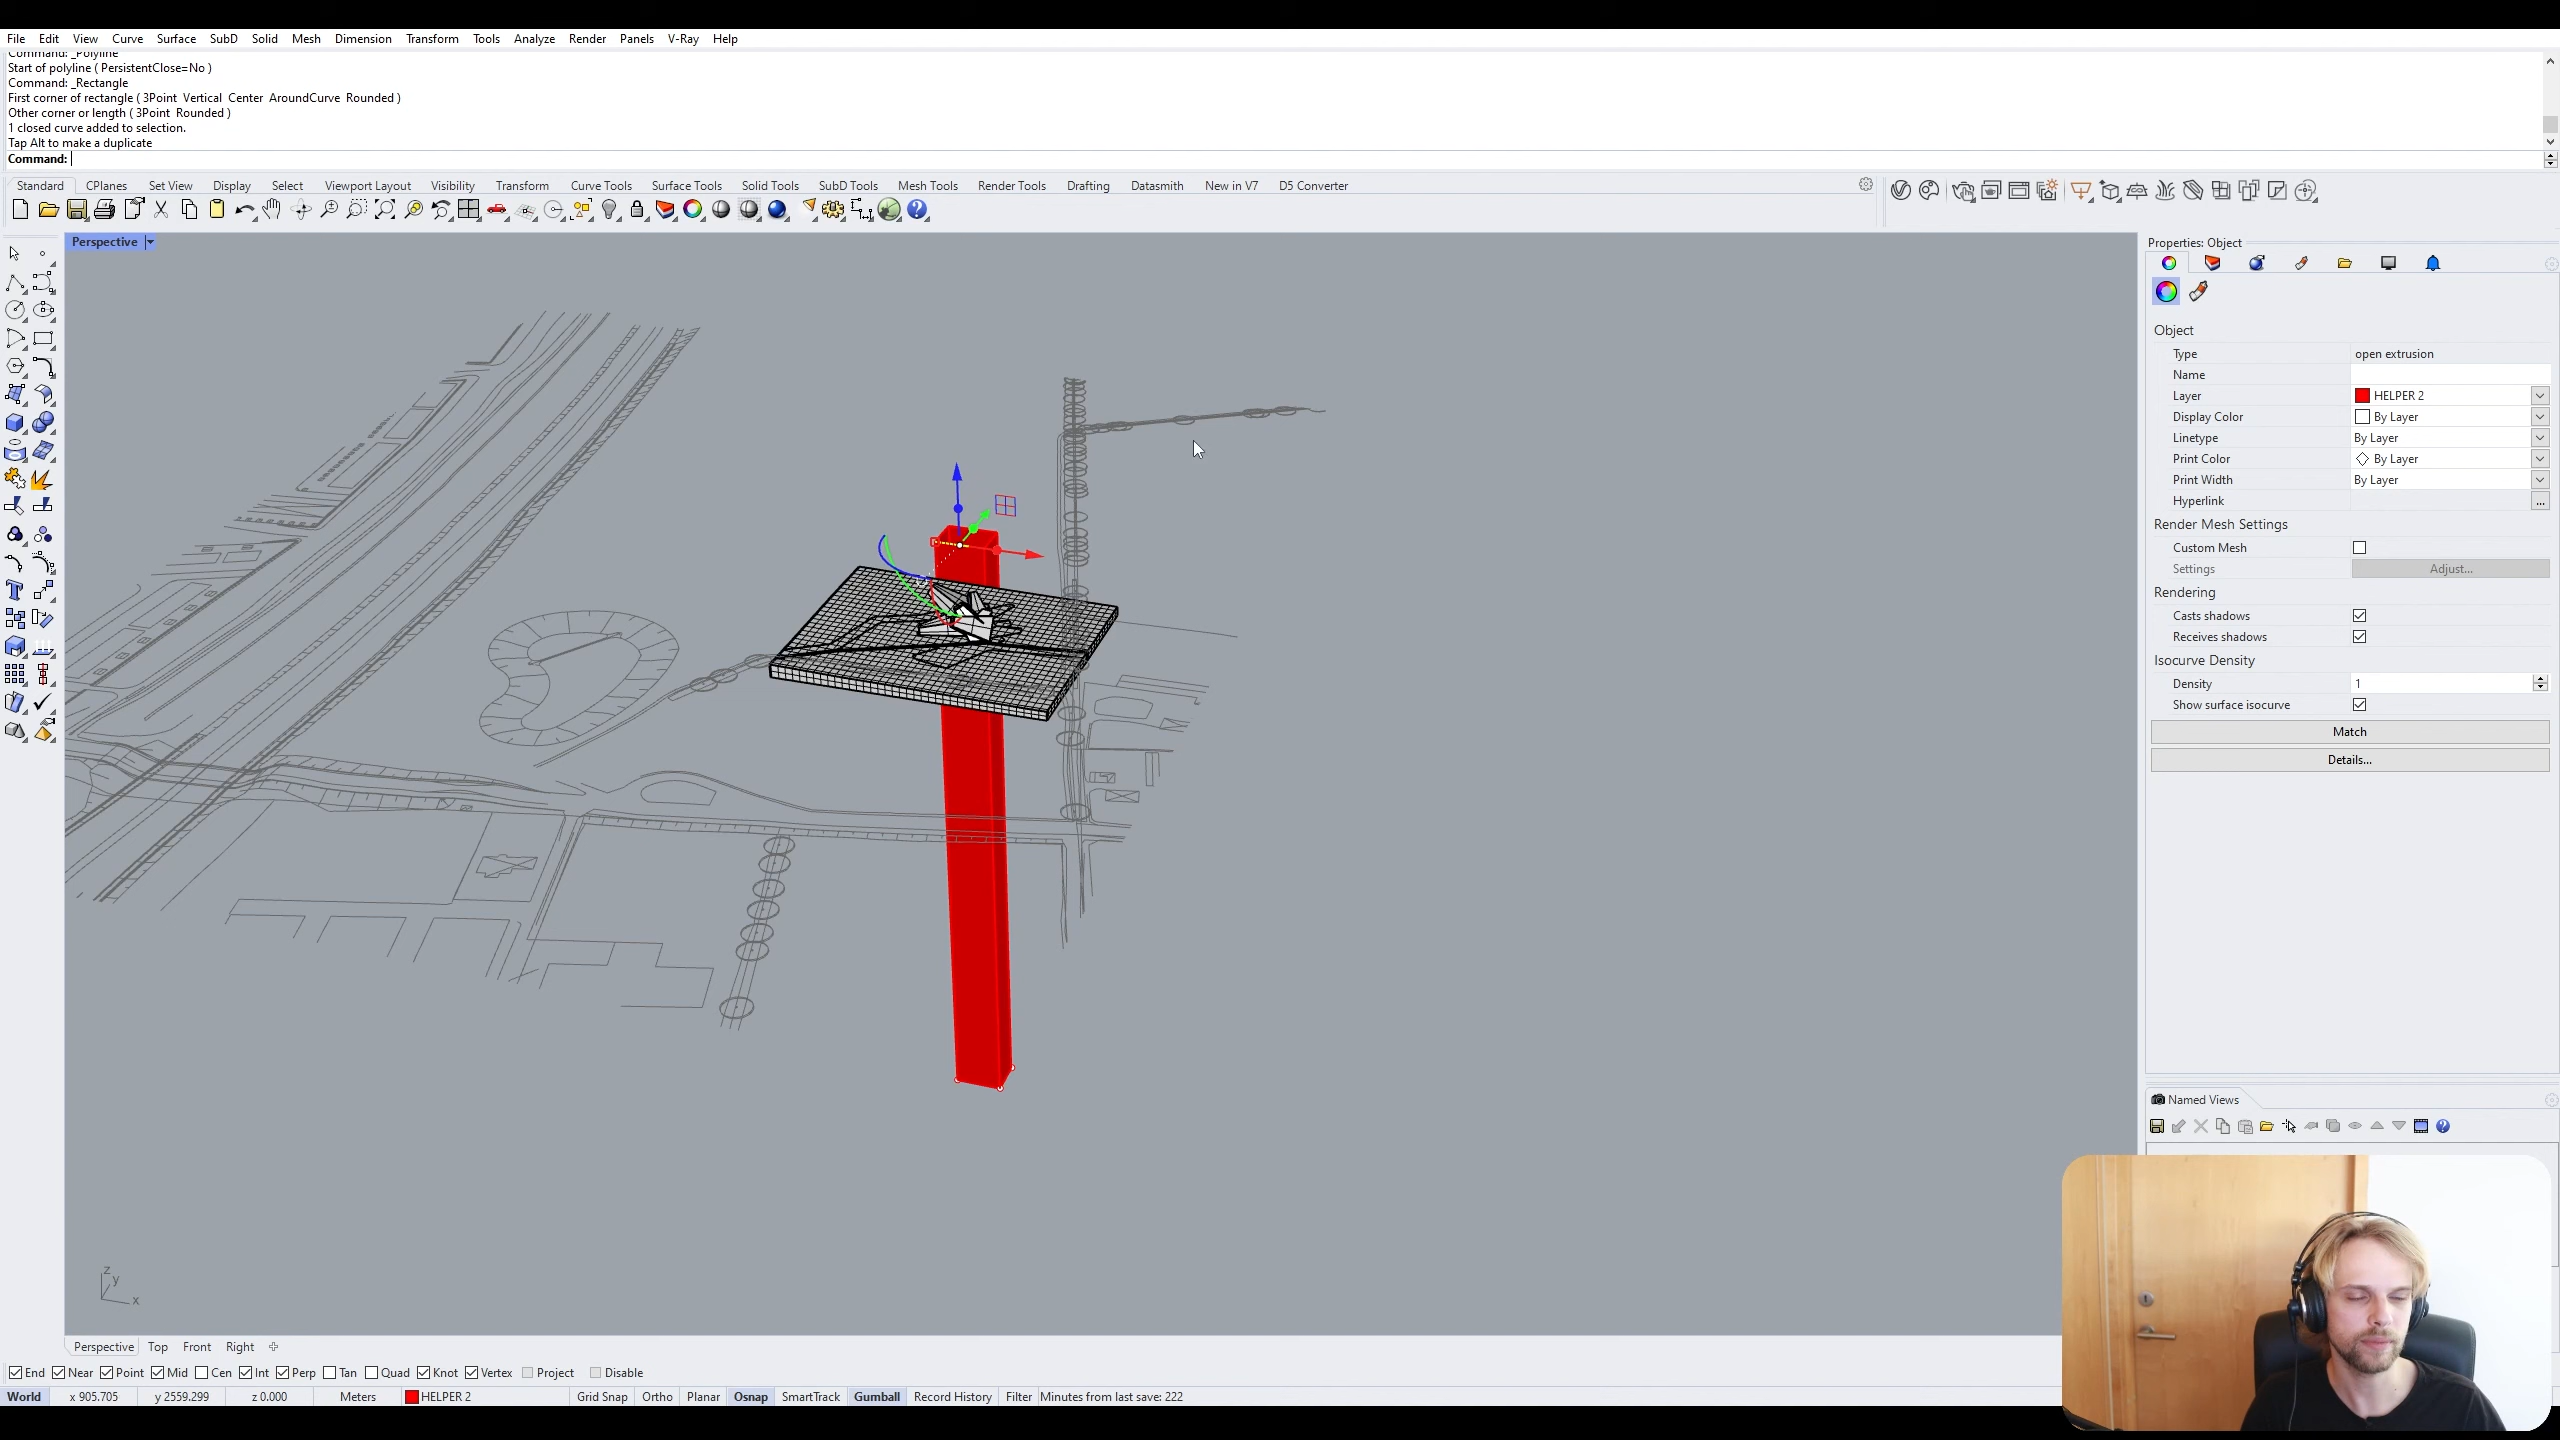 File Edit View Curve Surface SubD Solid Mesh Dimension Transform Tools Analyze Render Panels V-Ray Help
Command: _Polyline
Start of polyline ( PersistentClose=No )
Command: _Rectangle
First corner of rectangle ( 3Point Vertical Center AroundCurve Rounded )
Other corner or length ( 3Point Rounded )
1 closed curve added to selection.
Tap Alt to make a duplicate
Command:
Standard CPlanes Set View Display Select Viewport Layout Visibility Transform Curve Tools Surface Tools Solid Tools SubD Tools Mesh Tools Render Tools Drafting Datasmith New in V7 D5 Converter
Perspective
Properties: Object
Object
Type open extrusion
Name
Layer HELPER 2
Display Color By Layer
Linetype By Layer
Print Color By Layer
Print Width By Layer
Hyperlink ...
Render Mesh Settings
Custom Mesh
Settings Adjust...
Rendering
Casts shadows
Receives shadows
Isocurve Density
Density 1
Show surface isocurve
Match
Details...
Named Views
z
y
x
Perspective Top Front Right
End Near Point Mid Cen Int Perp Tan Quad Knot Vertex Project Disable
World x 905.705 y 2559.299 z 0.000 Meters HELPER 2 Grid Snap Ortho Planar Osnap SmartTrack Gumball Record History Filter Minutes from last save: 222